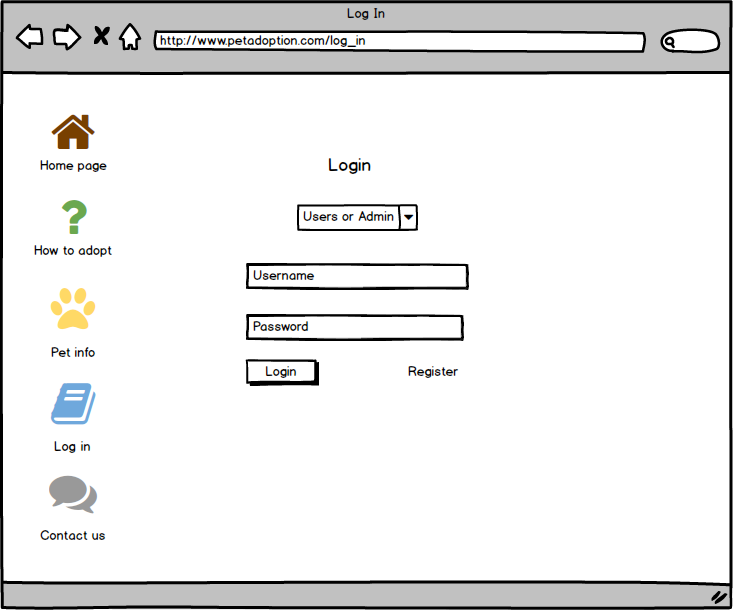 Log In
http://www.petadoption.com/log_in
Home page
How to adopt
Pet info
Log in
Contact us
Login
Users or Admin
Username
Password
Login
Register